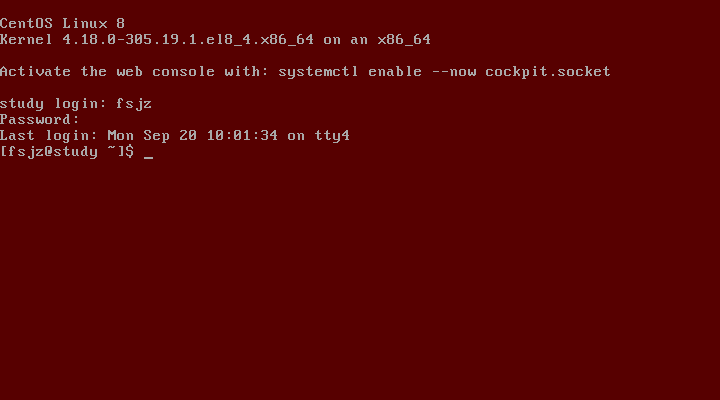 CentOS Linux 8
Kernel 4.18.0-305.19.1.el8_4.x86_64 on an x86_64
Activate the web console with: systemctl enable --now cockpit.socket
study login: fsjz
Password:
Last login: Mon Sep 20 10:01:34 on tty4
[fsjz@study ~]$ _